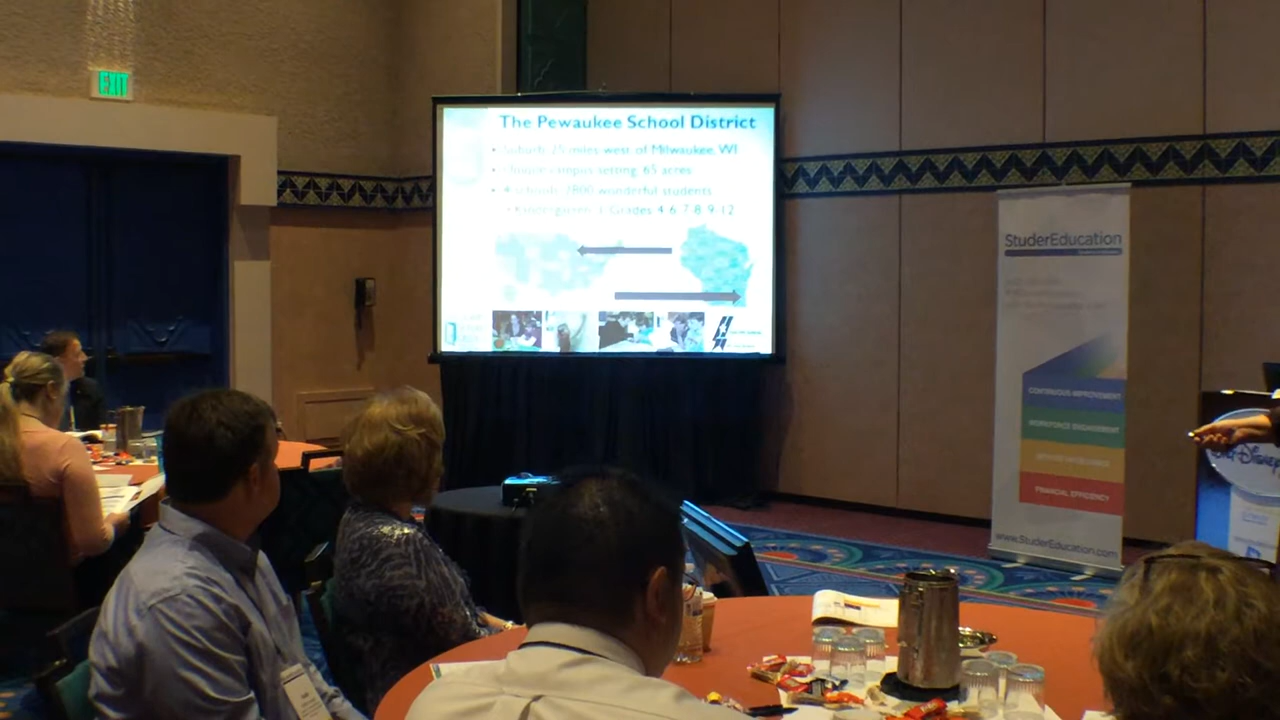 EXIT
The Pewaukee School District
• Suburb, 25 miles west of Milwaukee, WI
campus setting, 65 acres
• 4 schools, 2800 wonderful students
• Kindergarten-3, Grades 4-6, 7-8, 9-12
StuderEducation
CONTINUOUS IMPROVEMENT
WORKFORCE ENGAGEMENT
SERVICE EXCELLENCE
FINANCIAL EFFICIENCY
www.StuderEducation.com
Disney